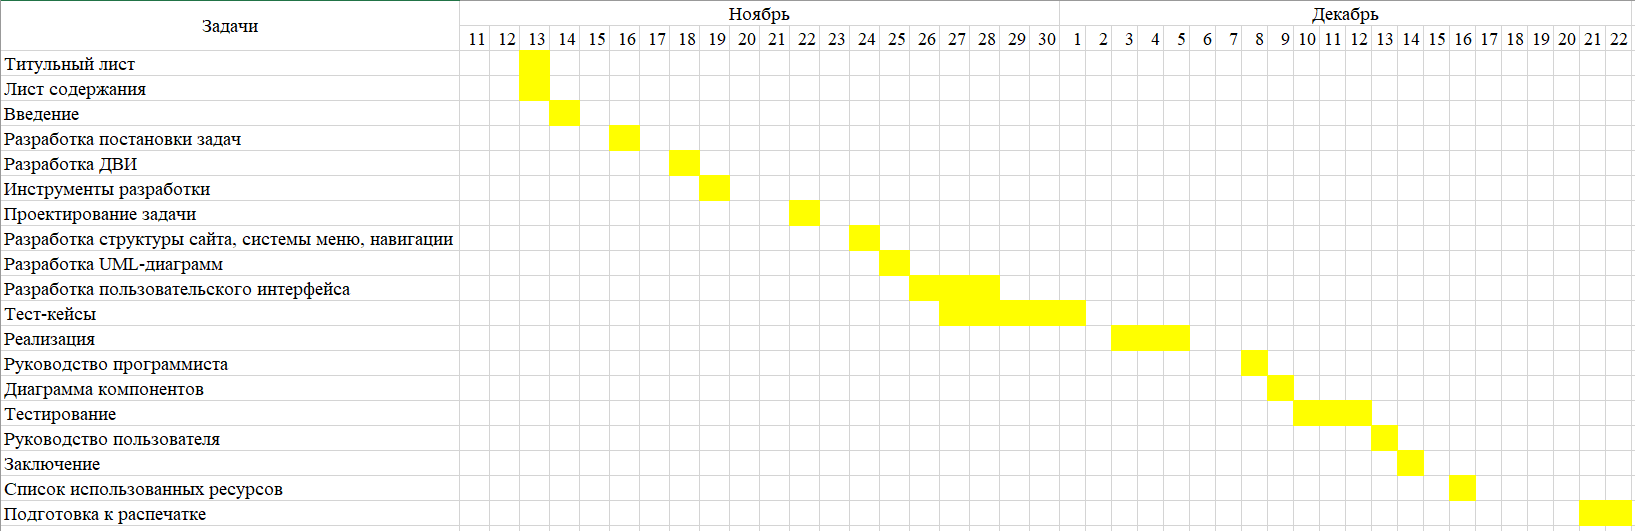 Задачи
Ноябрь Декабрь
11 12 13 14 15 16 17 18 19 20 21 22 23 24 25 26 27 28 29 30 1 2 3 4 5 6 7 8 9 10 11 12 13 14 15 16 17 18 19 20 21 22
Титульный лист
Лист содержания
Введение
Разработка постановки задач
Разработка ДВИ
Инструменты разработки
Проектирование задачи
Разработка структуры сайта, системы меню, навигации
Разработка UML-диаграмм
Разработка пользовательского интерфейса
Тест-кейсы
Реализация
Руководство программиста
Диаграмма компонентов
Тестирование
Руководство пользователя
Заключение
Список использованных ресурсов
Подготовка к распечатке